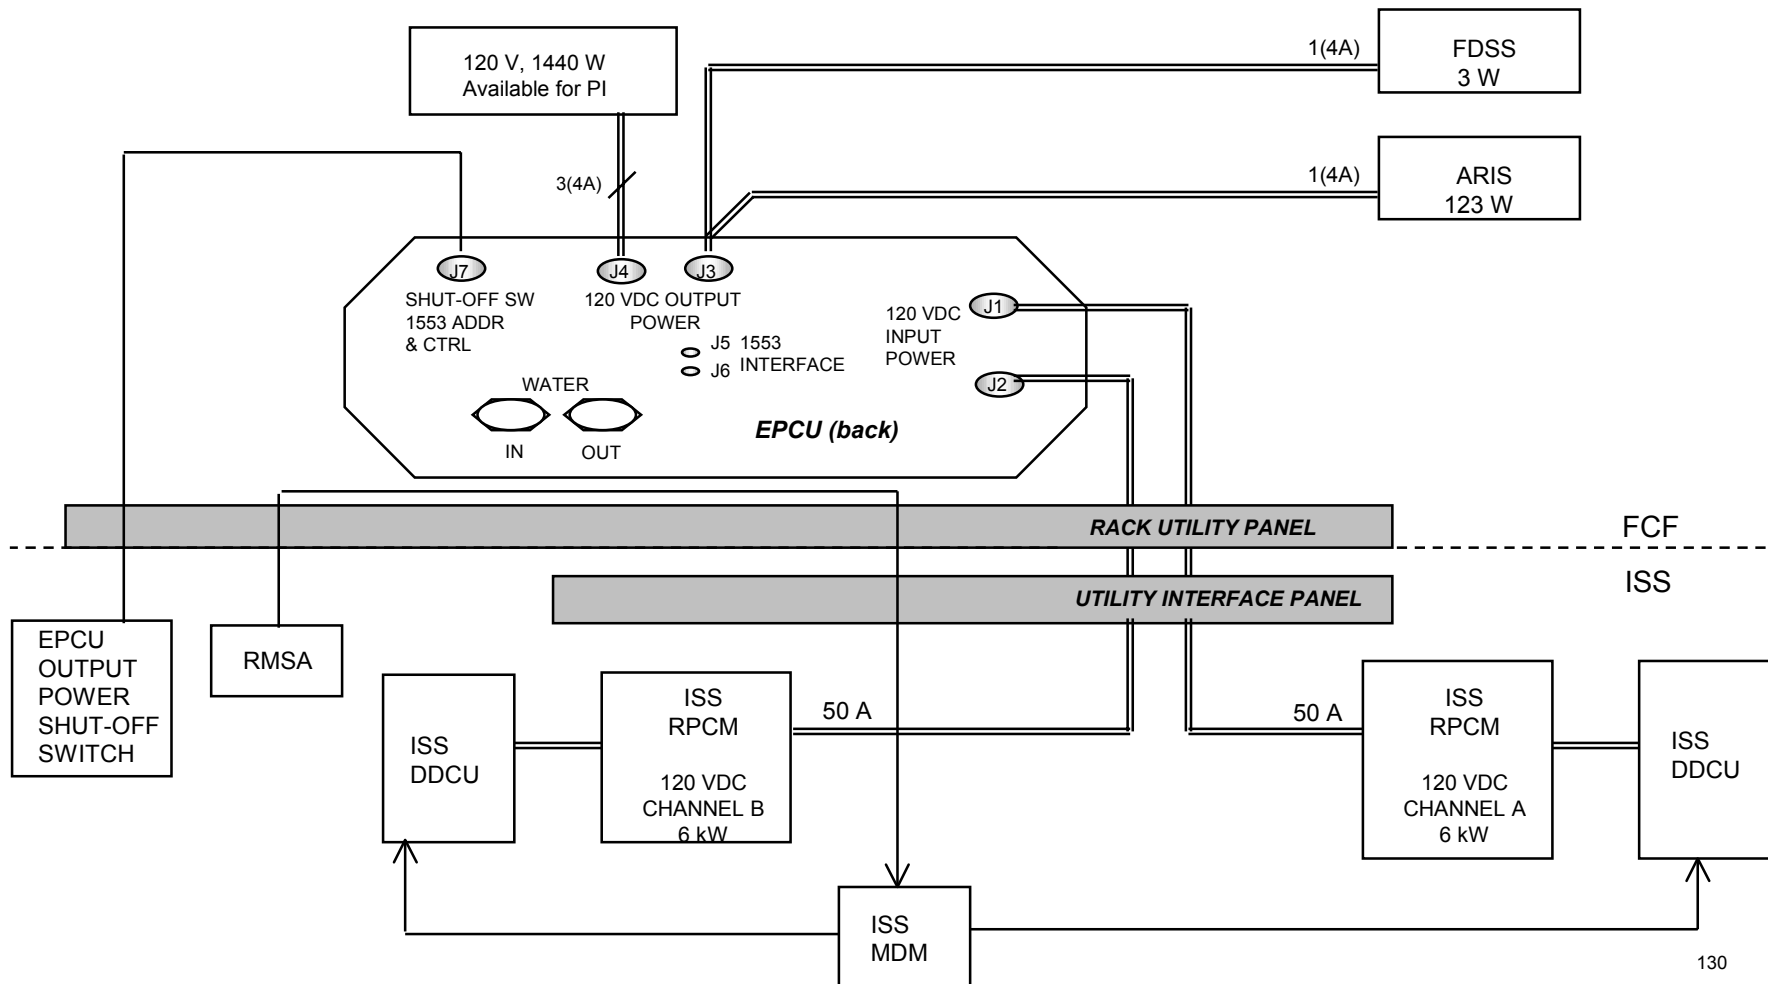 120 V, 1440 W
Available for PI
1(4A)
FDSS
3 W
3(4A)
1(4A)
ARIS
123 W
J7
J4
J3
SHUT-OFF SW
1553 ADDR
& CTRL
120 VDC OUTPUT
POWER
J5 1553
J6 INTERFACE
120 VDC
INPUT
POWER
J1
J2
WATER
IN
OUT
EPCU (back)
RACK UTILITY PANEL
FCF
ISS
UTILITY INTERFACE PANEL
EPCU
OUTPUT
POWER
SHUT-OFF
SWITCH
RMSA
ISS
DDCU
ISS
RPCM
120 VDC
CHANNEL B
6 kW
50 A
50 A
ISS
RPCM
120 VDC
CHANNEL A
6 kW
ISS
DDCU
ISS
MDM
130